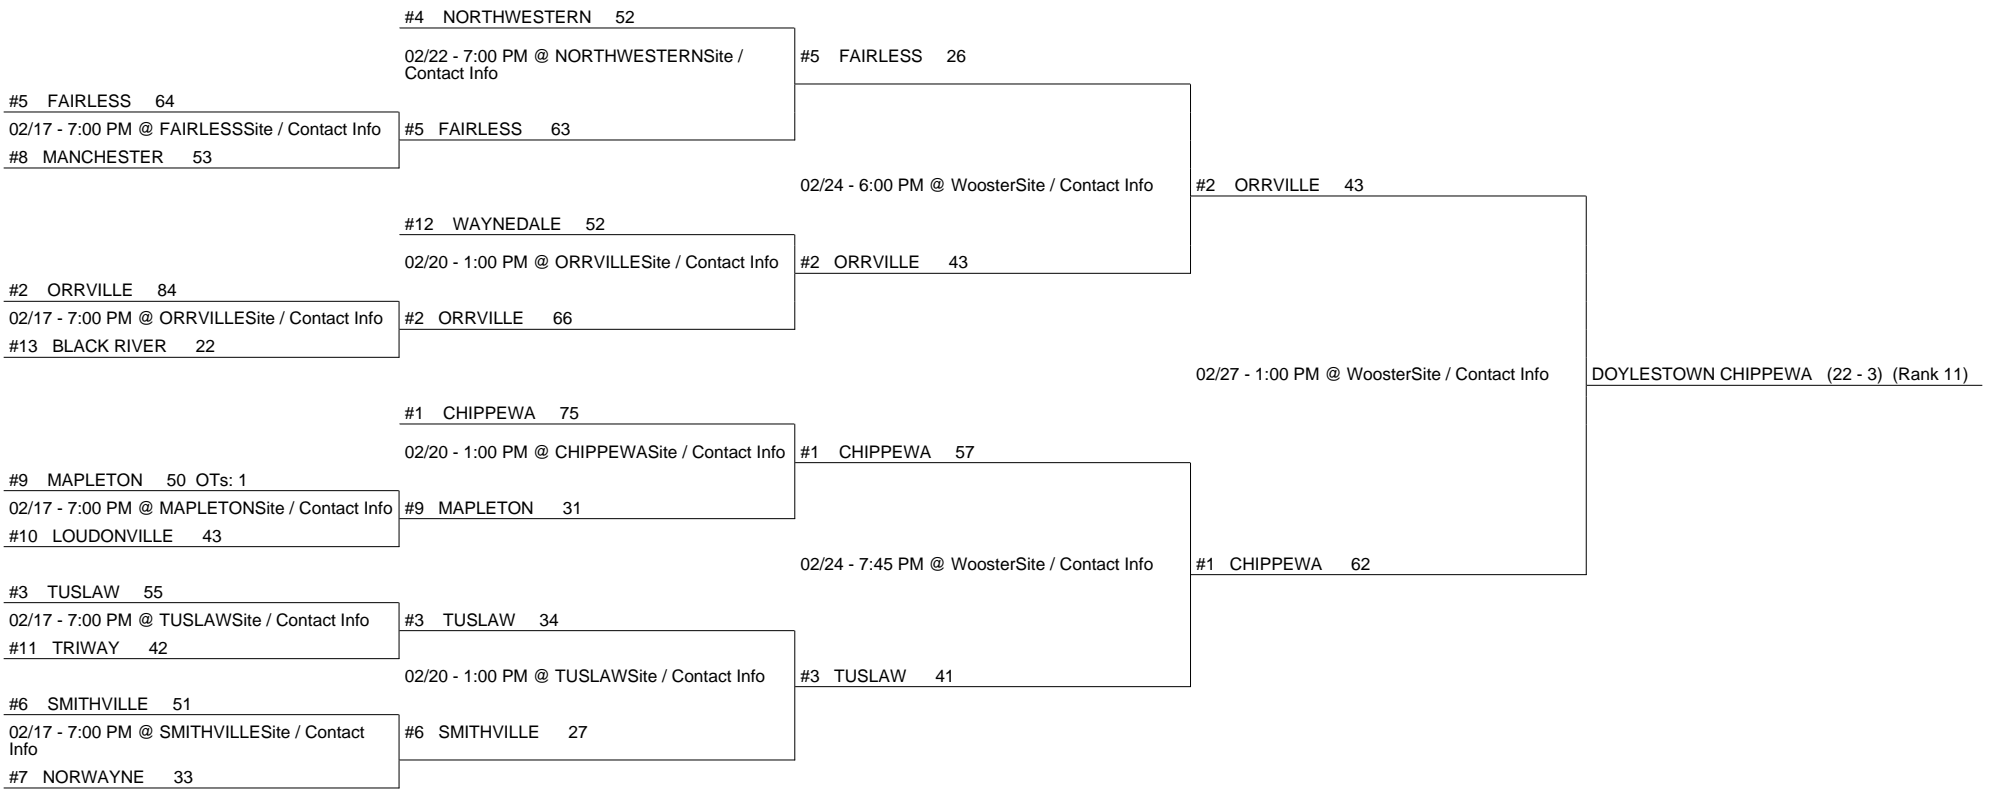 #4 NORTHWESTERN 52
02/22 - 7:00 PM @ NORTHWESTERNSite /
Contact Info
#5 FAIRLESS 26
#5 FAIRLESS 64
02/17 - 7:00 PM @ FAIRLESSSite / Contact Info
#8 MANCHESTER 53
#5 FAIRLESS 63
02/24 - 6:00 PM @ WoosterSite / Contact Info
#2 ORRVILLE 43
#12 WAYNEDALE 52
02/20 - 1:00 PM @ ORRVILLESite / Contact Info
#2 ORRVILLE 43
#2 ORRVILLE 84
02/17 - 7:00 PM @ ORRVILLESite / Contact Info
#13 BLACK RIVER 22
#2 ORRVILLE 66
02/27 - 1:00 PM @ WoosterSite / Contact Info
DOYLESTOWN CHIPPEWA (22 - 3) (Rank 11)
#1 CHIPPEWA 75
02/20 - 1:00 PM @ CHIPPEWASite / Contact Info
#1 CHIPPEWA 57
#9 MAPLETON 50 OTs: 1
02/17 - 7:00 PM @ MAPLETONSite / Contact Info
#10 LOUDONVILLE 43
#9 MAPLETON 31
02/24 - 7:45 PM @ WoosterSite / Contact Info
#1 CHIPPEWA 62
#3 TUSLAW 55
02/17 - 7:00 PM @ TUSLAWSite / Contact Info
#11 TRIWAY 42
#3 TUSLAW 34
02/20 - 1:00 PM @ TUSLAWSite / Contact Info
#3 TUSLAW 41
#6 SMITHVILLE 51
02/17 - 7:00 PM @ SMITHVILLESite / Contact
Info
#7 NORWAYNE 33
#6 SMITHVILLE 27